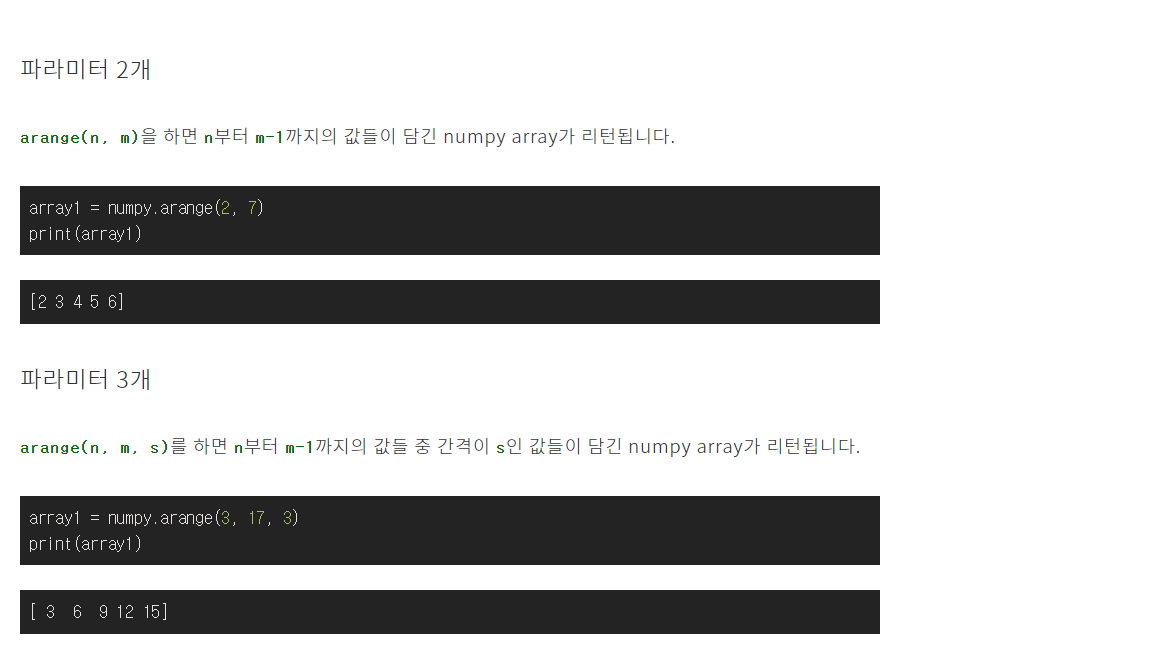 파라미터 2개
arange(n, m)을 하면 n부터 m-1까지의 값들이 담긴 numpy array가 리턴됩니다.
array1 = numpy.arange(2, 7)
print(array1)
[2 3 4 5 6]
파라미터 3개
arange(n, m, s)를 하면 n부터 m-1까지의 값들 중 간격이 s인 값들이 담긴 numpy array가 리턴됩니다.
array1 = numpy.arange(3, 17, 3)
print(array1)
[ 3  6  9 12 15]